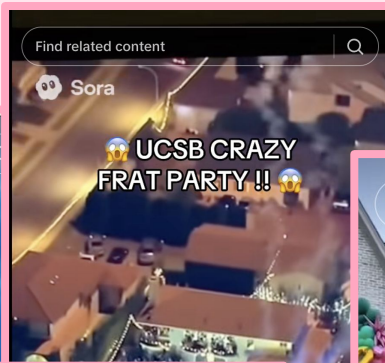 Find related content
Sora
😱 UCSB CRAZY
FRAT PARTY !! 😱